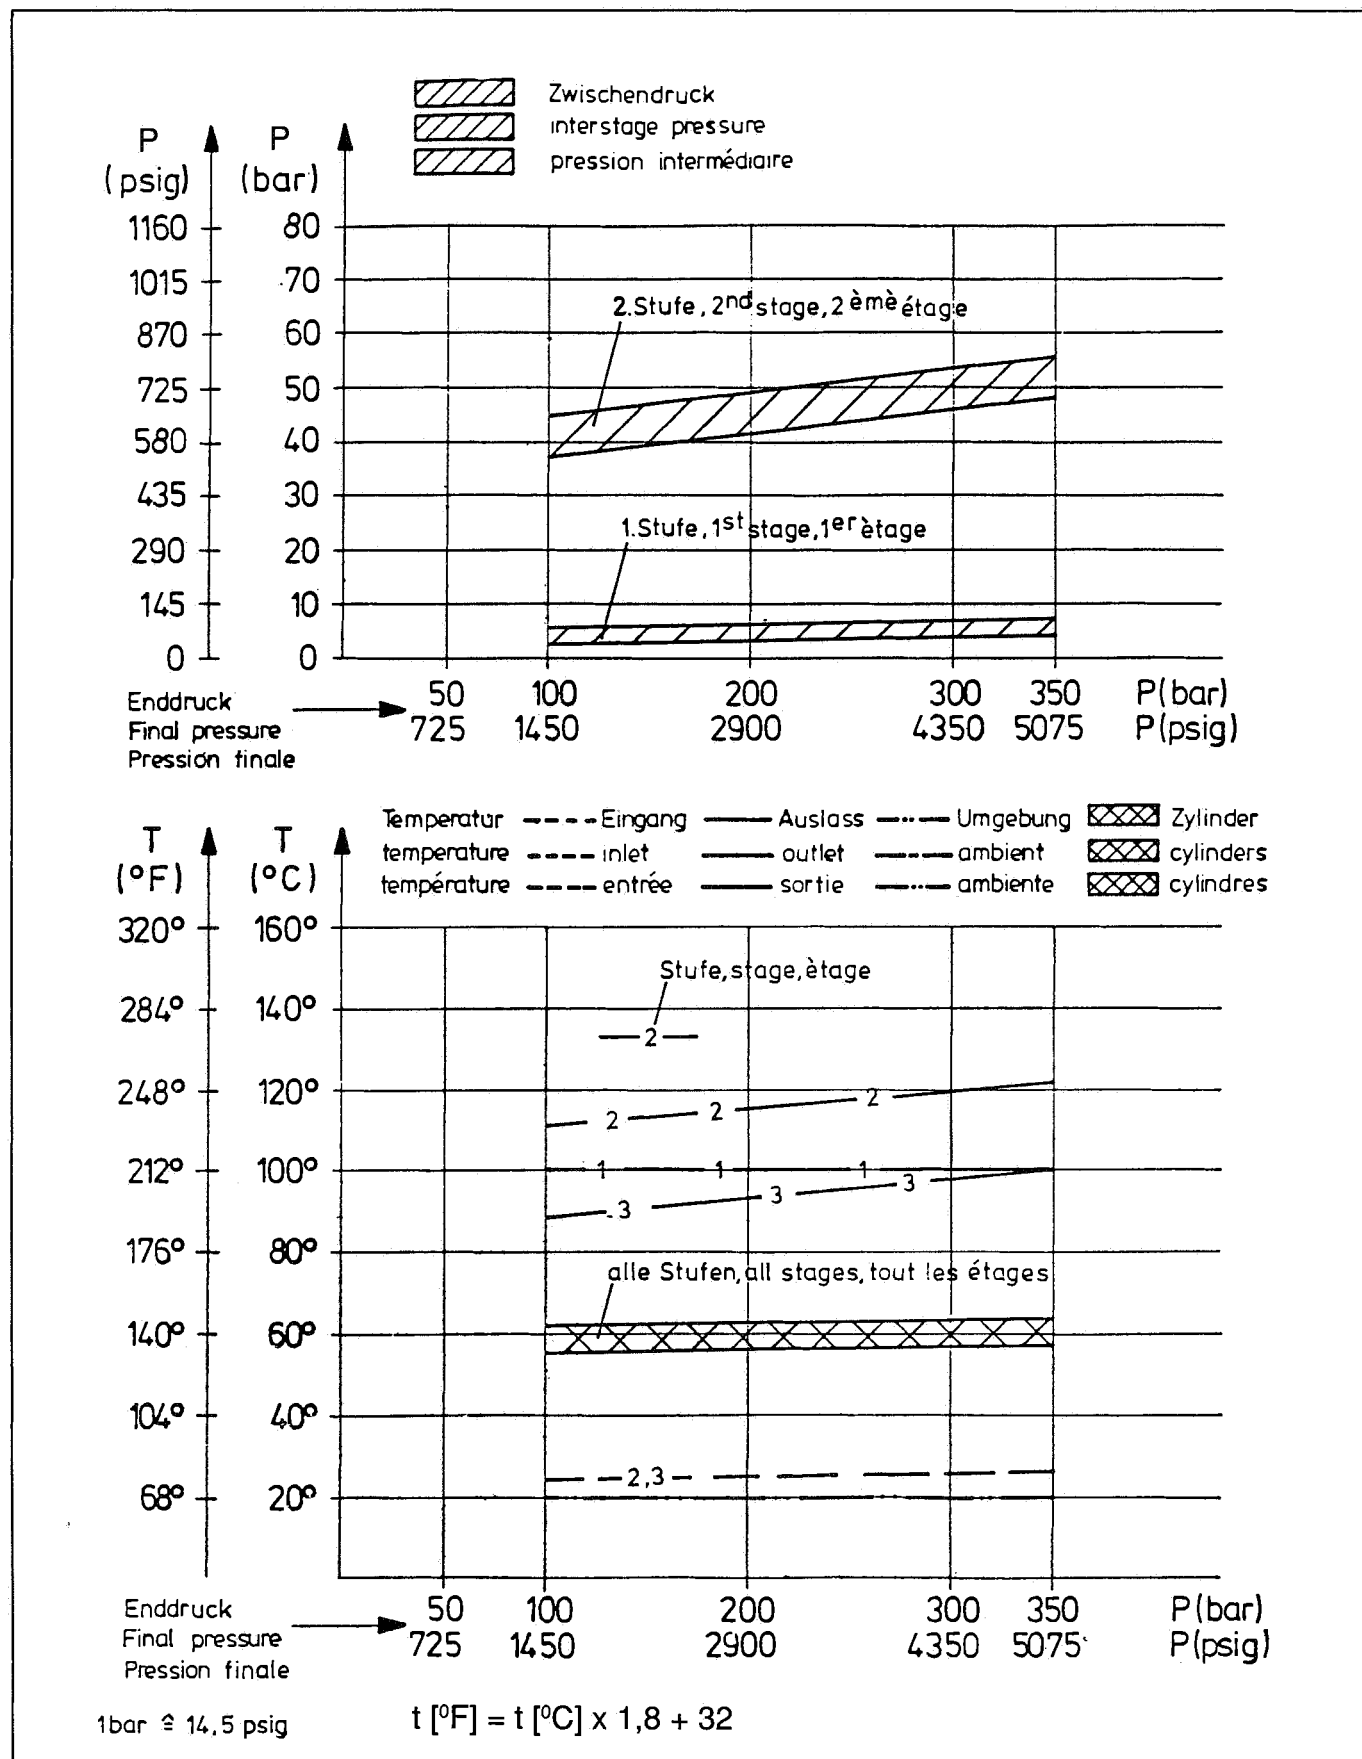 Zwischendruck
interstage pressure
pression intermédiaire
P P
(psig) (bar)
1160 80
1015 70
2.Stufe, 2nd stage, 2èmè étage
870 60
725 50
580 40
435 30
1.Stufe, 1st stage, 1er ètage
290 20
145 10
0 0
50 100 200 300 350 P(bar)
725 1450 2900 4350 5075 P(psig)
Enddruck
Final pressure
Pression finale
Temperatur Eingang Auslass Umgebung Zylinder
temperature inlet outlet ambient cylinders
température entrée sortie ambiente cylindres
T T
(°F) (°C)
320° 160°
Stufe, stage, ètage
284° 140°
2
248° 120°
2 2 2
212° 100°
1 1 1
3 3 3
176° 80°
alle Stufen, all stages, tout les étages
140° 60°
104° 40°
2,3
68° 20°
50 100 200 300 350 P(bar)
725 1450 2900 4350 5075 P(psig)
Enddruck
Final pressure
Pression finale
1bar ≙ 14,5 psig
t [°F] = t [°C] x 1,8 + 32